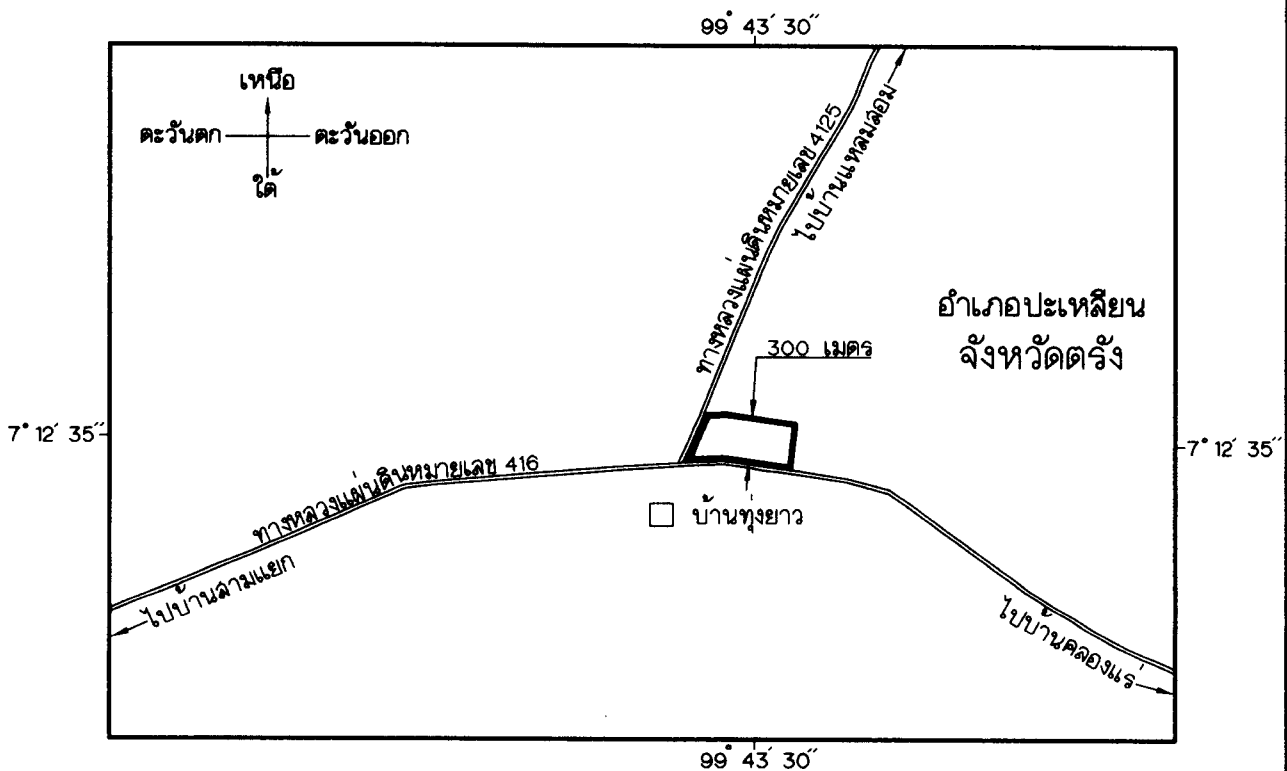 99° 43′ 30″
เหนือ
ตะวันตก ตะวันออก
ใต้
ทางหลวงแผ่นดินหมายเลข 4125
ไปบ้านแหลมสอม
อำเภอปะเหลียน
จังหวัดตรัง
300 เมตร
7° 12′ 35″
7° 12′ 35″
ทางหลวงแผ่นดินหมายเลข 416
บ้านทุ่งยาว
ไปบ้านสามแยก
ไปบ้านคลองแร่
99° 43′ 30″